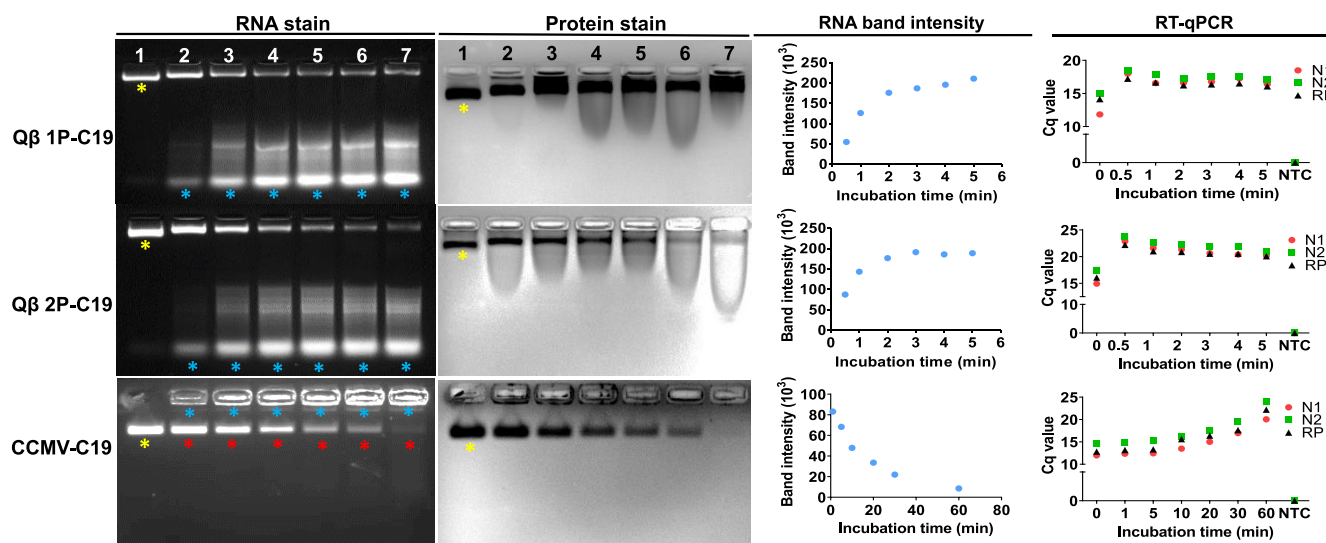 RNA stain
Protein stain
RNA band intensity
RT-qPCR
1 2 3 4 5 6 7
*
* * * * * *
1 2 3 4 5 6 7
*
Qβ 1P-C19
Band intensity (10³)
250
200
150
100
50
0
0 1 2 3 4 5 6
Incubation time (min)
Cq value
20
15
10
0
0 0.5 1 2 3 4 5 NTC
Incubation time (min)
N1
N2
RP
Qβ 2P-C19
*
* * * * * *
*
Band intensity (10³)
250
200
150
100
50
0
0 1 2 3 4 5 6
Incubation time (min)
Cq value
25
20
15
10
0
0 0.5 1 2 3 4 5 NTC
Incubation time (min)
N1
N2
RP
CCMV-C19
* * * * * *
* * * * * * *
*
Band intensity (10³)
100
80
60
40
20
0
0 20 40 60 80
Incubation time (min)
Cq value
25
20
15
10
0
0 1 5 10 20 30 60 NTC
Incubation time (min)
N1
N2
RP